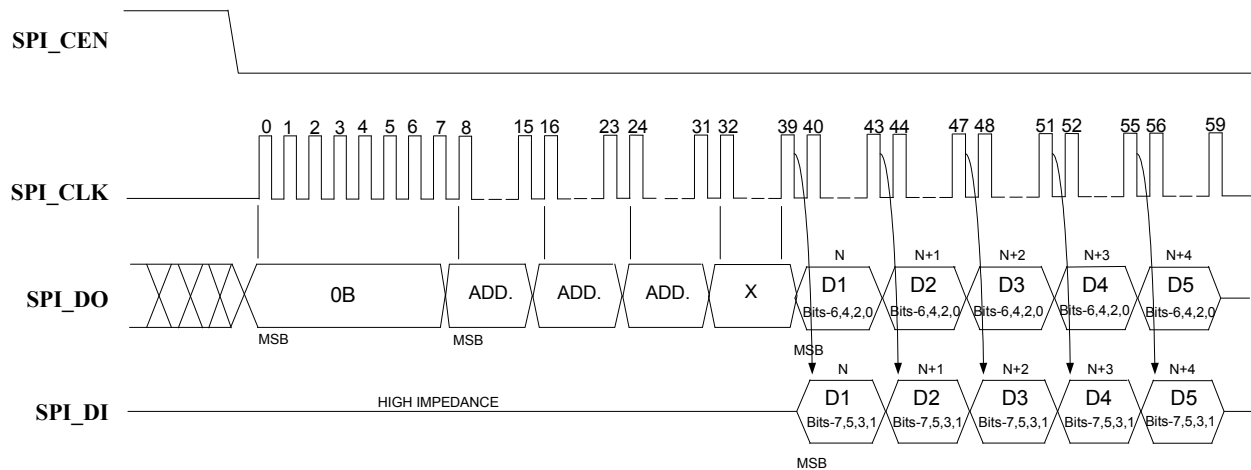 SPI_CEN
0 1 2 3 4 5 6 7 8 15 16 23 24 31 32 39 40 43 44 47 48 51 52 55 56 59
SPI_CLK
N N+1 N+2 N+3 N+4
SPI_DO
0B ADD. ADD. ADD. X D1 D2 D3 D4 D5
Bits-6,4,2,0 Bits-6,4,2,0 Bits-6,4,2,0 Bits-6,4,2,0 Bits-6,4,2,0
MSB MSB MSB
N N+1 N+2 N+3 N+4
SPI_DI
HIGH IMPEDANCE
D1 D2 D3 D4 D5
Bits-7,5,3,1 Bits-7,5,3,1 Bits-7,5,3,1 Bits-7,5,3,1 Bits-7,5,3,1
MSB